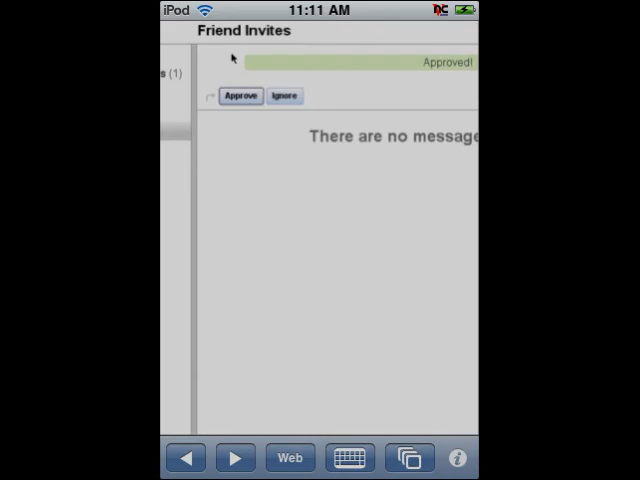 iPod 11:11 AM
Friend Invites
Approved!
s (1)
Approve Ignore
There are no message
Web